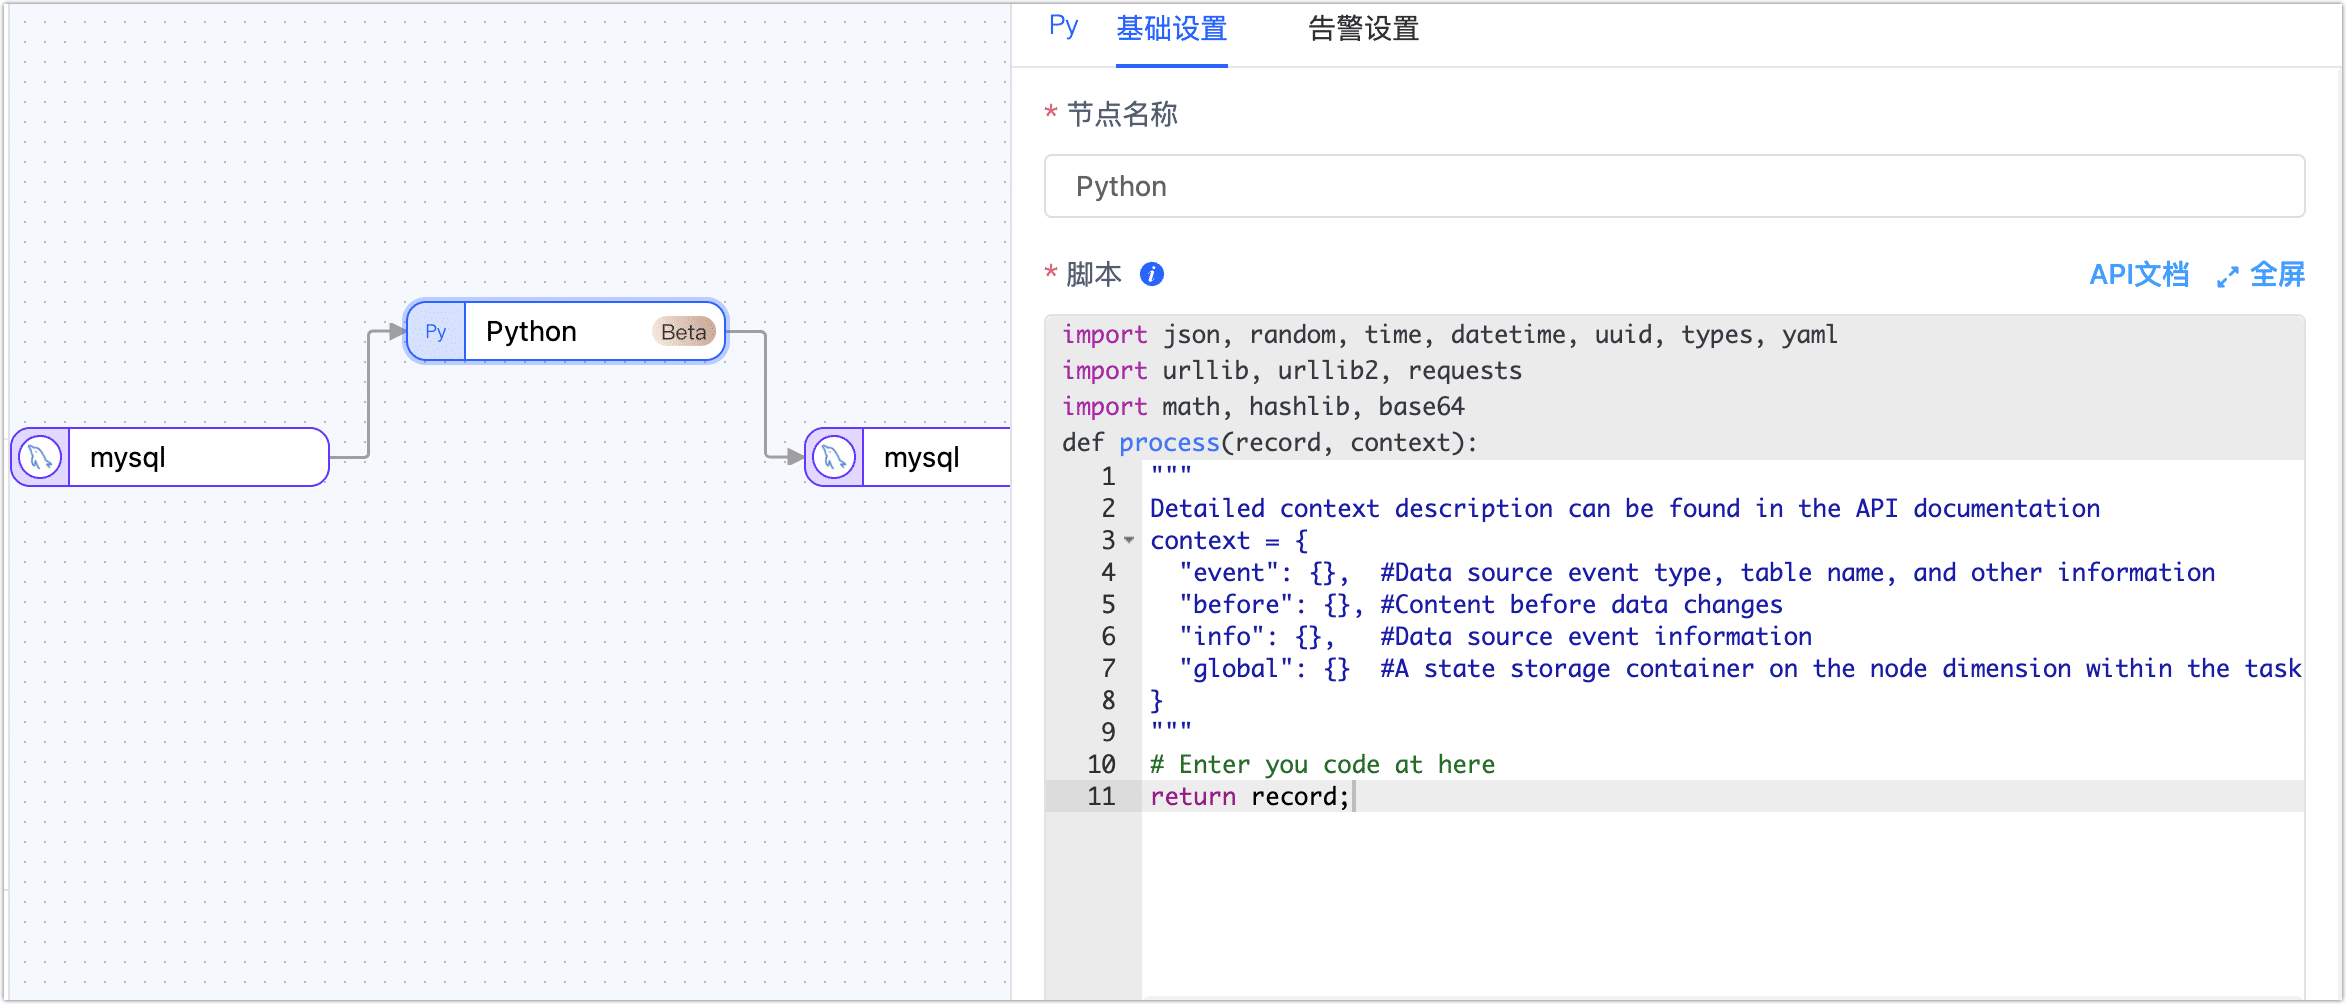 Py 基础设置 告警设置
* 节点名称
Python
* 脚本 i API文档 全屏
import json, random, time, datetime, uuid, types, yaml
import urllib, urllib2, requests
import math, hashlib, base64
def process(record, context):
1 """
2 Detailed context description can be found in the API documentation
3 context = {
4 "event": {},  #Data source event type, table name, and other information
5 "before": {}, #Content before data changes
6 "info": {},   #Data source event information
7 "global": {}  #A state storage container on the node dimension within the task
8 }
9 """
10 # Enter you code at here
11 return record;
Py Python Beta
mysql
mysql